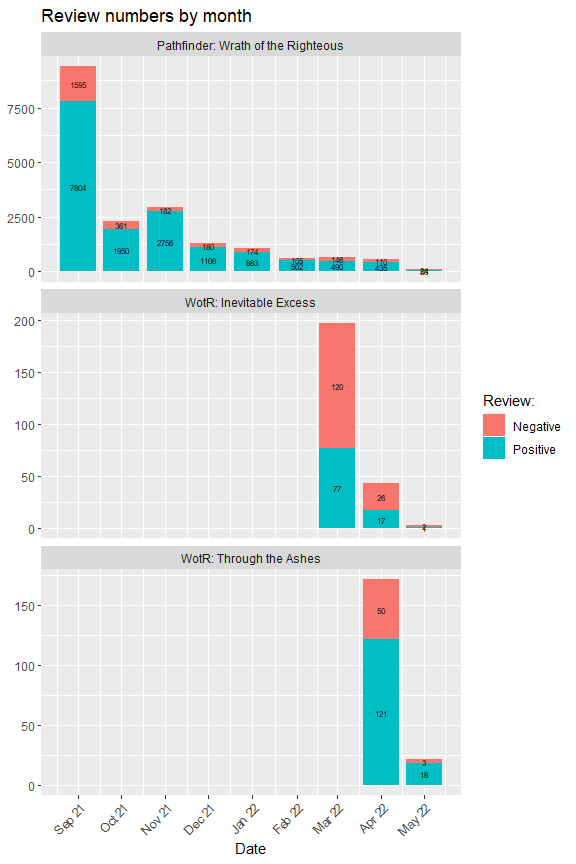 Review numbers by month
Pathfinder: Wrath of the Righteous
7500
5000
2500
0
1595
7804
361
1950
182
2756
180
1108
174
883
105
502
146
490
110
435
WotR: Inevitable Excess
200
150
100
50
0
120
77
26
17
2
1
WotR: Through the Ashes
150
100
50
0
50
121
3
18
Sep 21
Oct 21
Nov 21
Dec 21
Jan 22
Feb 22
Mar 22
Apr 22
May 22
Date
Review:
Negative
Positive